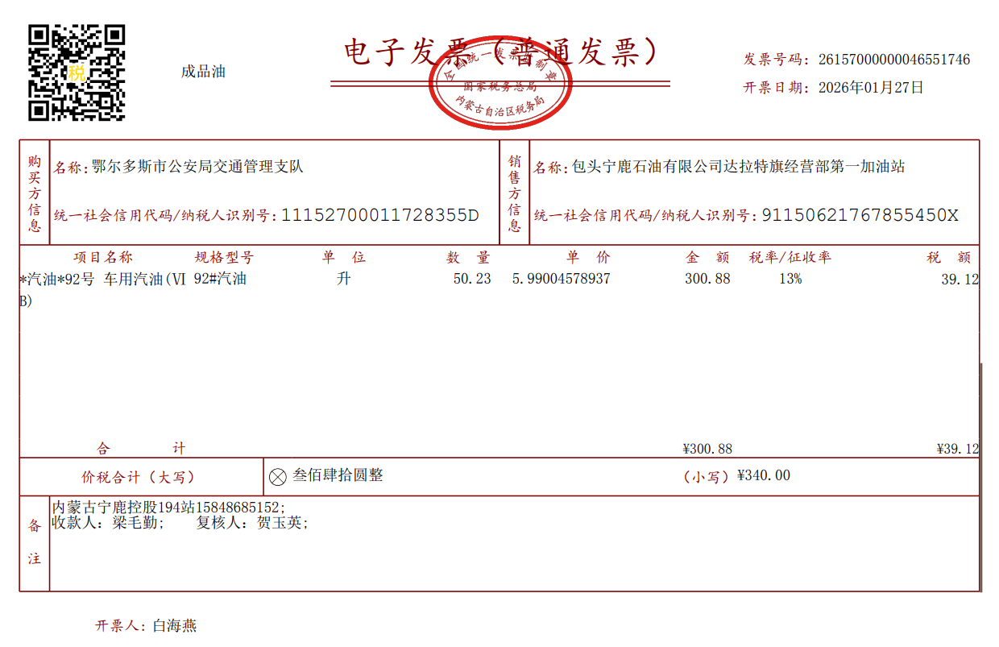 电子发票（普通发票）
全国统一发票监制章
国家税务总局
内蒙古自治区税务局
税
成品油
发票号码：26157000000046551746
开票日期：2026年01月27日
购买方信息
名称:鄂尔多斯市公安局交通管理支队
统一社会信用代码/纳税人识别号:11152700011728355D
销售方信息
名称:包头宁鹿石油有限公司达拉特旗经营部第一加油站
统一社会信用代码/纳税人识别号:91150621767855450X
项目名称 规格型号 单位 数量 单价 金额 税率/征收率 税额
*汽油*92号 车用汽油(VI 92#汽油 升 50.23 5.99004578937 300.88 13% 39.12
B)
合计 ¥300.88 ¥39.12
价税合计（大写） ⊗叁佰肆拾圆整 （小写）¥340.00
备注
内蒙古宁鹿控股194站15848685152;
收款人：梁毛勤; 复核人：贺玉英;
开票人：白海燕